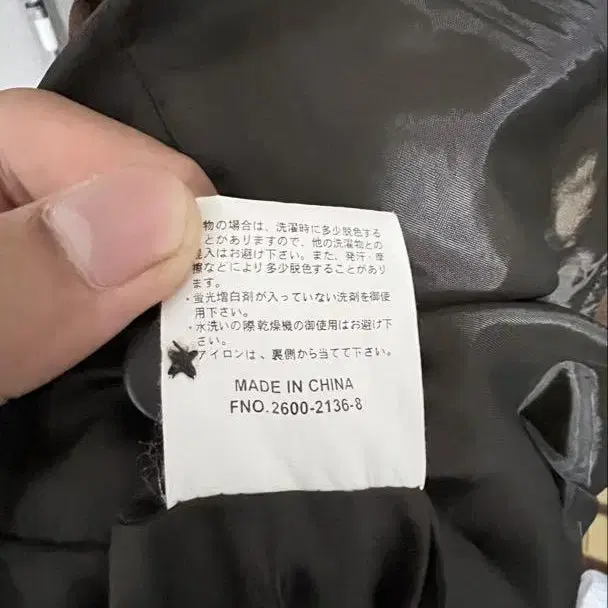 物の場合は、洗濯時に多少脱色する
とがありますので、他の洗濯物との
入はお避け下さい。また、発汗・摩
擦などにより多少脱色することがあり
ます。
・蛍光増白剤が入っていない洗剤を御使
用下さい。
・水洗いの際乾燥機の御使用はお避け下
さい。
アイロンは、裏側から当てて下さい。
MADE IN CHINA
FNO.2600-2136-8